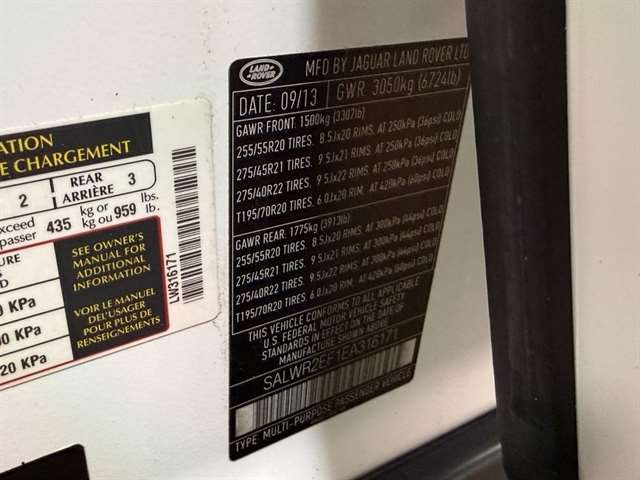 ATION
E CHARGEMENT
2 REAR ARRIÈRE 3
exceed 435 kg or 959 lbs.
passer kg ou lb.
SEE OWNER'S
MANUAL FOR
ADDITIONAL
INFORMATION
VOIR LE MANUEL
DE L'USAGER
POUR PLUS DE
RENSEIGNEMENTS
KPa
00 KPa
20 KPa
LW316171
LAND
ROVER
MFD BY JAGUAR LAND ROVER LTD
DATE: 09/13 GWR. 3050kg (6724lb)
GAWR FRONT. 1500kg (3307lb)
255/55R20 TIRES. 8.5Jx20 RIMS. AT 250kPa (36psi) COLD
275/45R21 TIRES. 9.5Jx21 RIMS. AT 250kPa (36psi) COLD
275/40R22 TIRES. 9.5Jx22 RIMS. AT 250kPa (36psi) COLD
T195/70R20 TIRES. 6.0Jx20 RIM. AT 420kPa (60psi) COLD
GAWR REAR. 1775kg (3913lb)
255/55R20 TIRES. 8.5Jx20 RIMS. AT 300kPa (44psi) COLD
275/45R21 TIRES. 9.5Jx21 RIMS. AT 300kPa (44psi) COLD
275/40R22 TIRES. 9.5Jx22 RIMS. AT 300kPa (44psi) COLD
T195/70R20 TIRES. 6.0Jx20 RIM. AT 420kPa (60psi) COLD
THIS VEHICLE CONFORMS TO ALL APPLICABLE
U.S. FEDERAL MOTOR VEHICLE SAFETY
STANDARDS IN EFFECT ON THE DATE OF
MANUFACTURE SHOWN ABOVE.
SALWR2EF1EA316171
TYPE: MULTI-PURPOSE PASSENGER VEHICLE